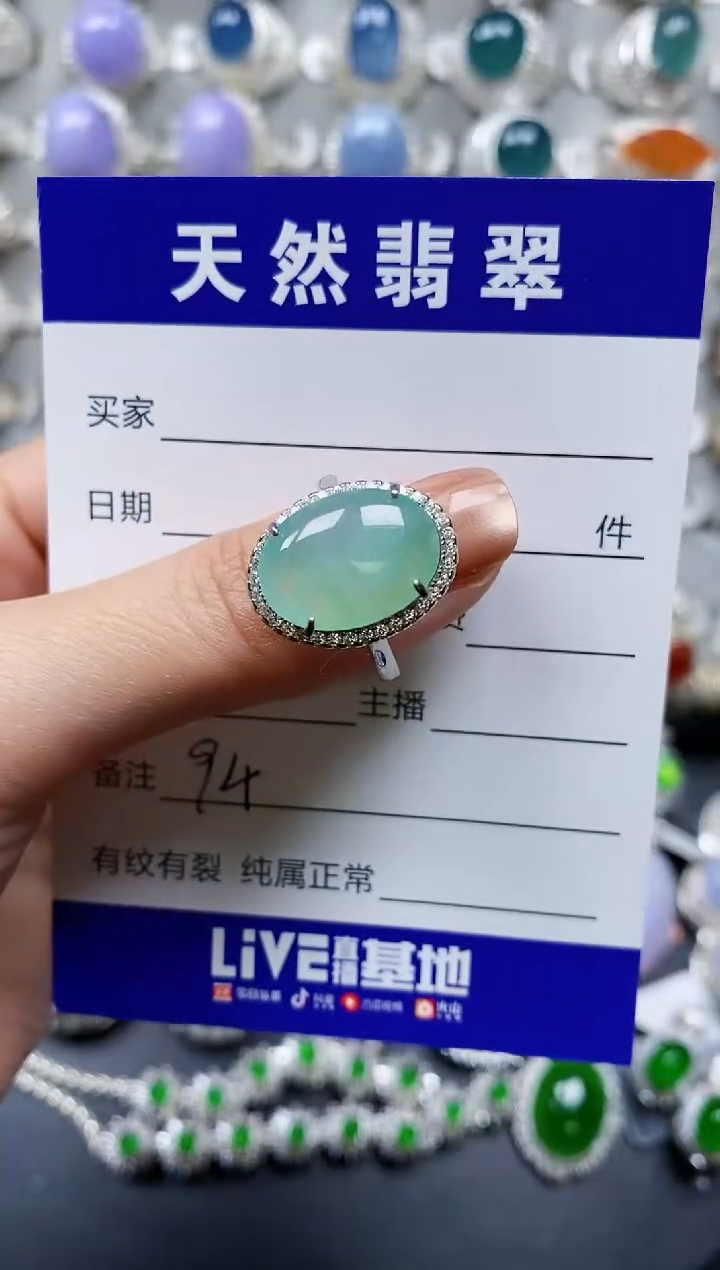 天然翡翠
买家
日期 件
主播
备注 94
有纹有裂 纯属正常
LiVE直播基地